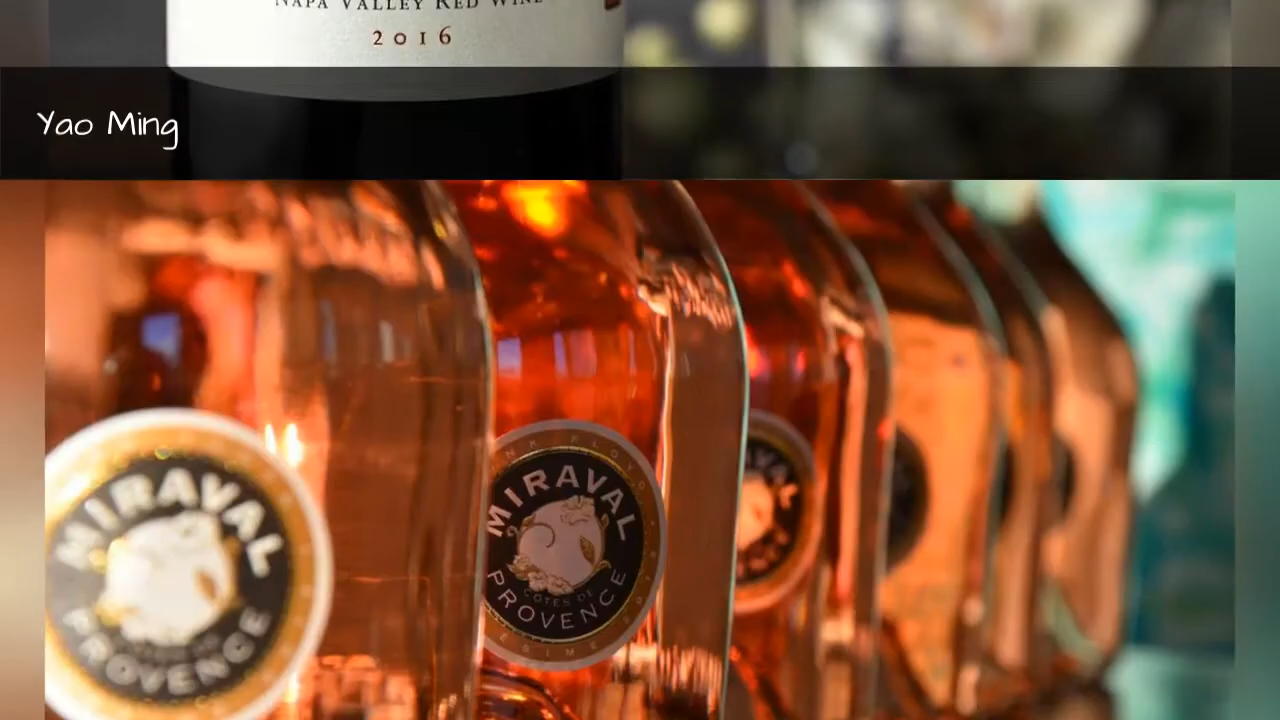 NAPA VALLEY RED WINE
2016
Yao Ming
MIRAVAL
PROVENCE
MIRAVAL
CÔTES DE
PROVENCE